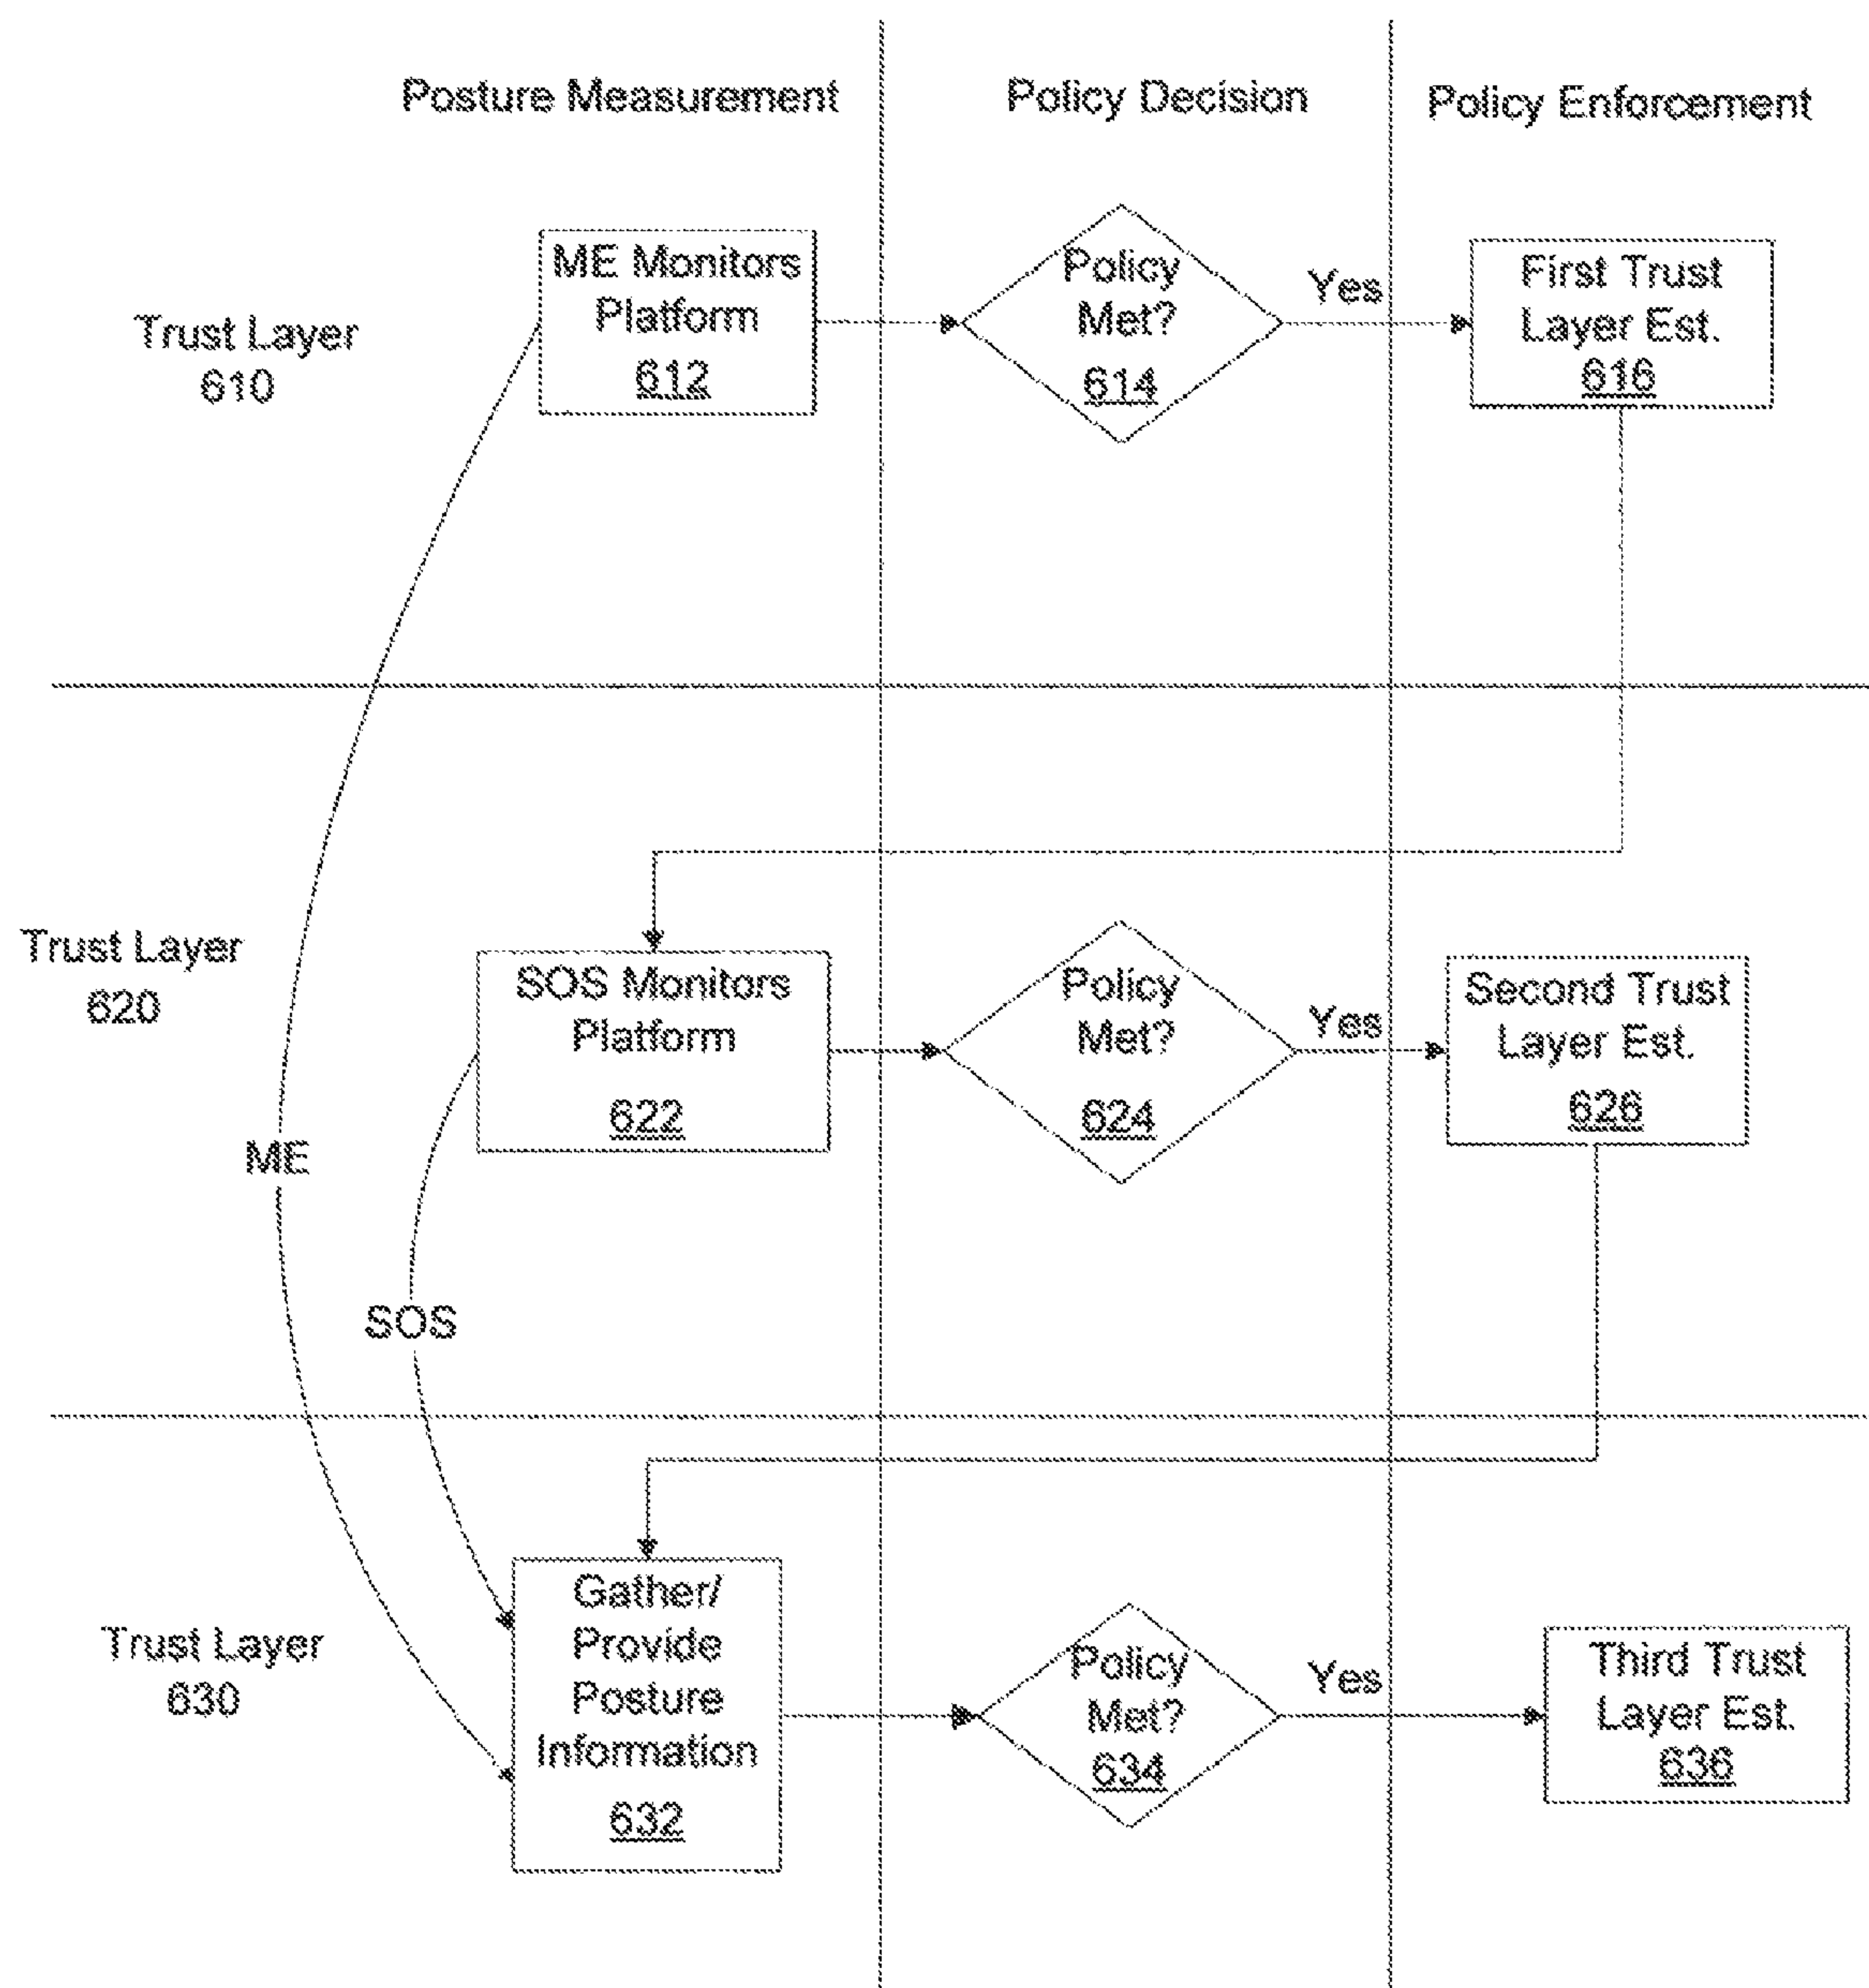 Posture Measurement
Policy Decision
Policy Enforcement
Trust Layer
610
ME Monitors
Platform
612
Policy
Met?
614
Yes
First Trust
Layer Est.
616
Trust Layer
620
SOS Monitors
Platform
622
Policy
Met?
624
Yes
Second Trust
Layer Est.
626
ME
SOS
Trust Layer
630
Gather/
Provide
Posture
Information
632
Policy
Met?
634
Yes
Third Trust
Layer Est.
636